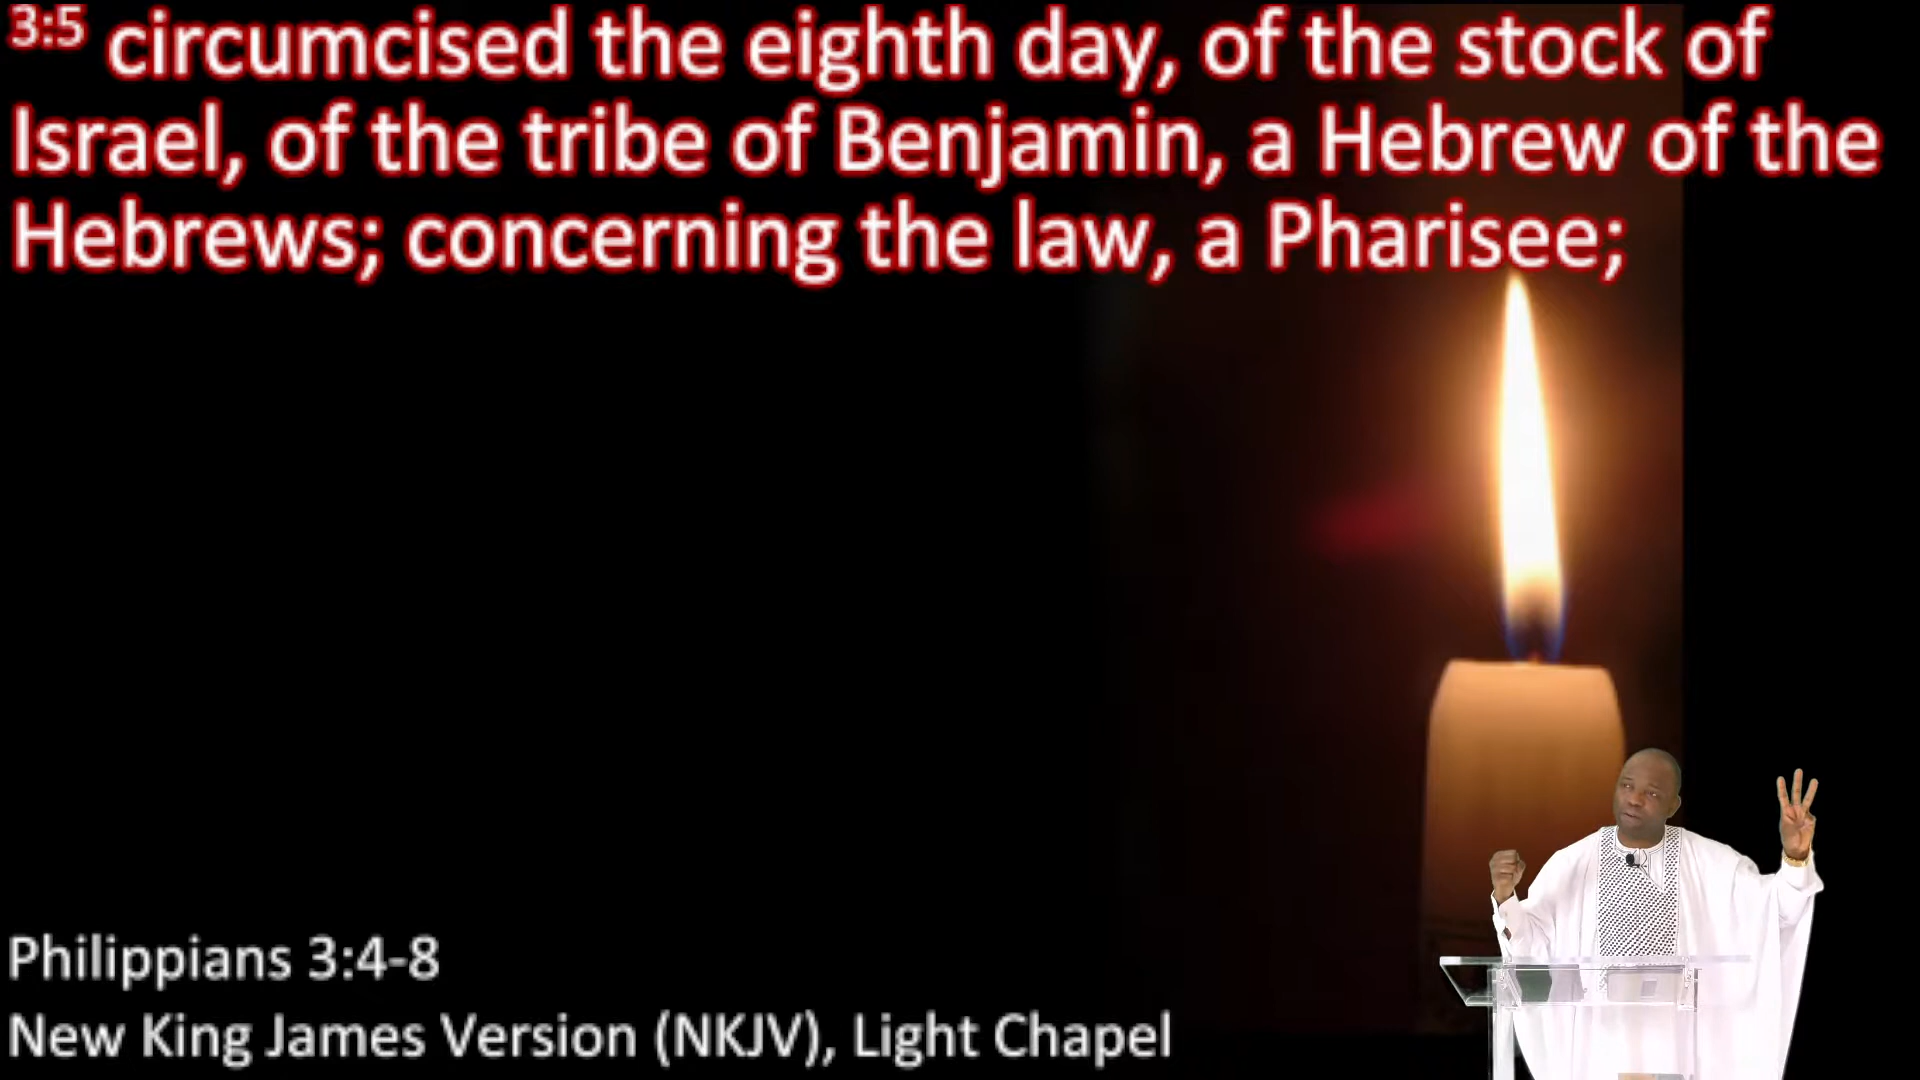 3:5 circumcised the eighth day, of the stock of
Israel, of the tribe of Benjamin, a Hebrew of the
Hebrews; concerning the law, a Pharisee;
Philippians 3:4-8
New King James Version (NKJV), Light Chapel